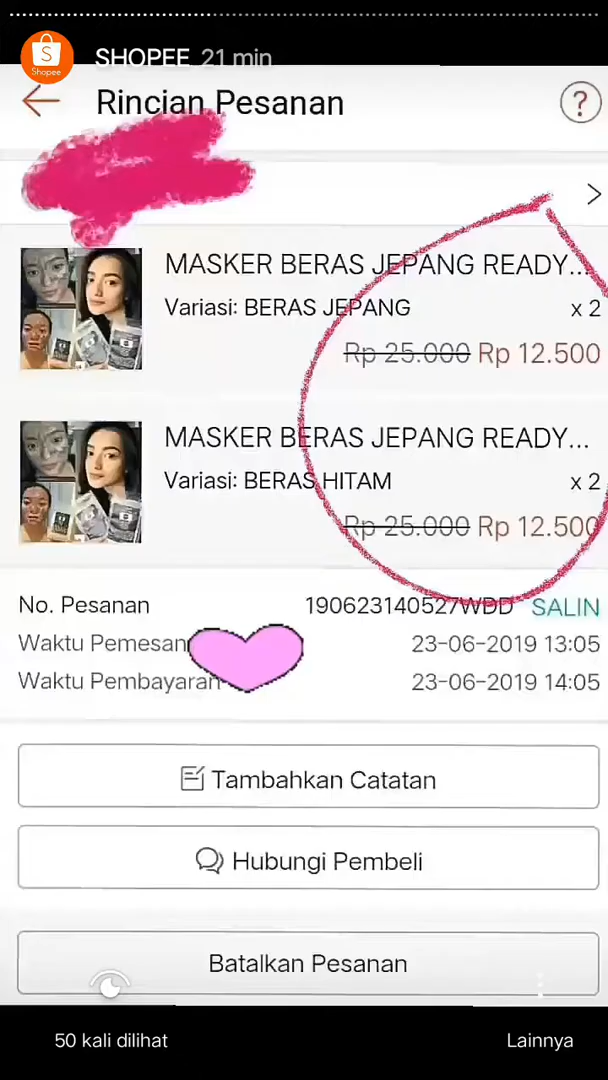 Shopee
SHOPEE 21 min
Rincian Pesanan
?
MASKER BERAS JEPANG READY...
Variasi: BERAS JEPANG x 2
Rp 25.000 Rp 12.500
MASKER BERAS JEPANG READY...
Variasi: BERAS HITAM x 2
Rp 25.000 Rp 12.500
No. Pesanan 190623140527WDD SALIN
Waktu Pemesan 23-06-2019 13:05
Waktu Pembayaran 23-06-2019 14:05
Tambahkan Catatan
Hubungi Pembeli
Batalkan Pesanan
50 kali dilihat Lainnya